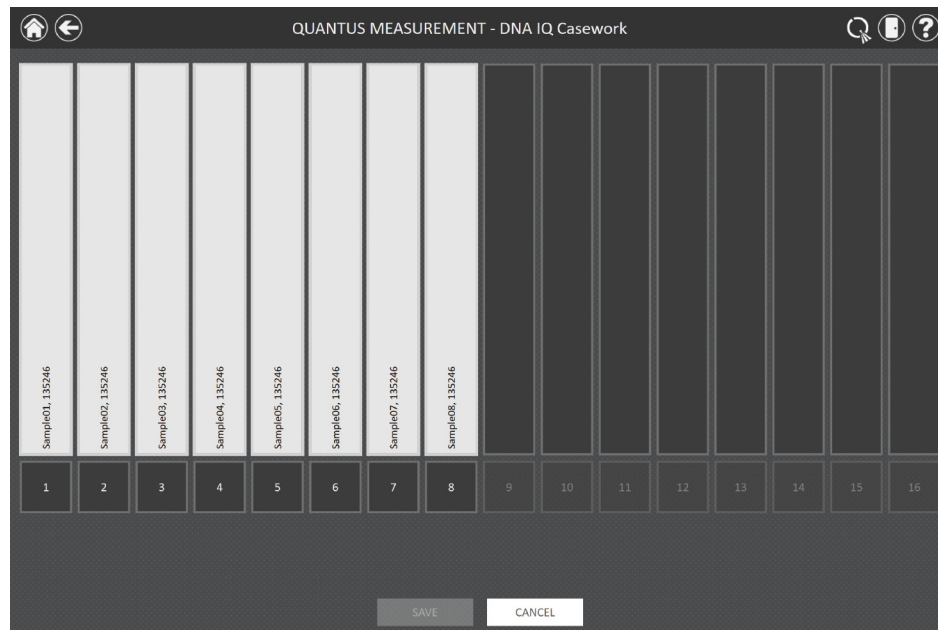 QUANTUS MEASUREMENT - DNA IQ Casework
?
Sample01, 135246
Sample02, 135246
Sample03, 135246
Sample04, 135246
Sample05, 135246
Sample06, 135246
Sample07, 135246
Sample08, 135246
1 2 3 4 5 6 7 8 9 10 11 12 13 14 15 16
SAVE CANCEL